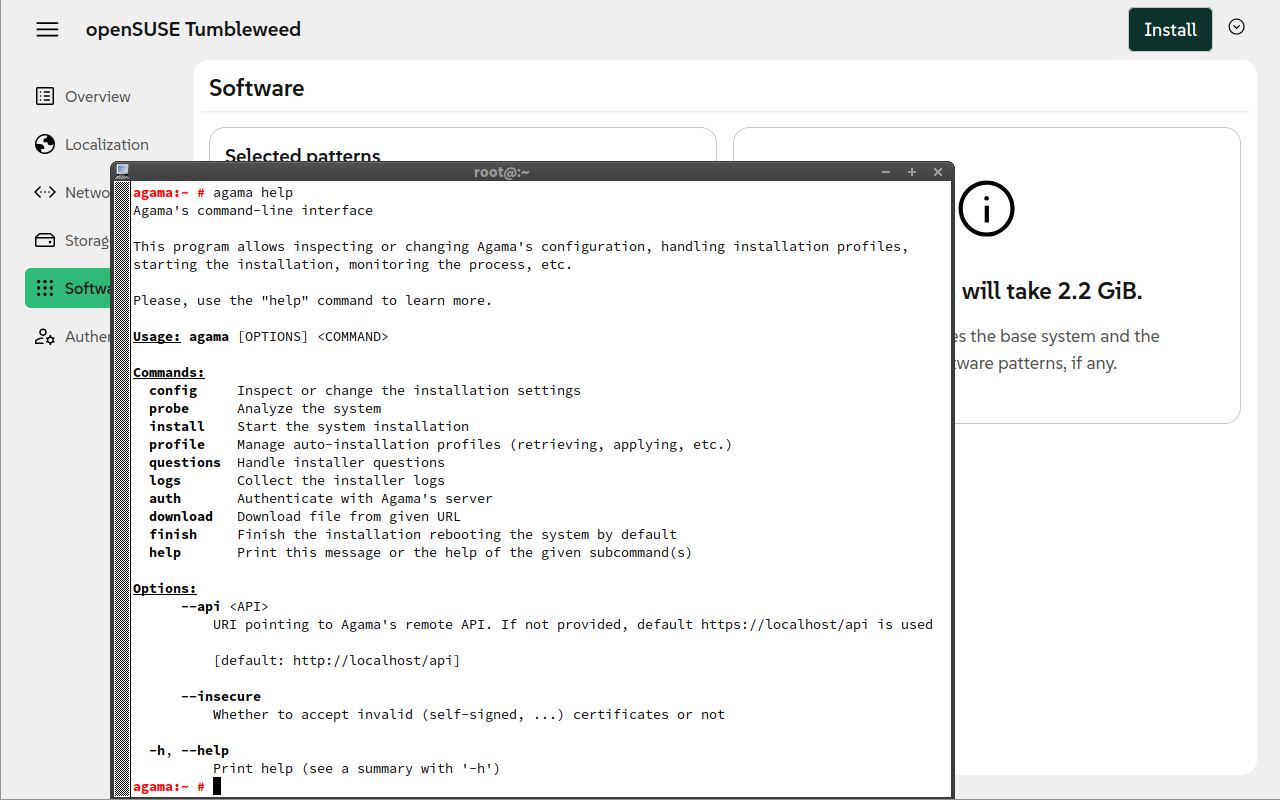 openSUSE Tumbleweed
Install
Overview
Localization
Software
Selected patterns
will take 2.2 GiB.
the base system and the
patterns, if any.
root@:~
agama:~ # agama help
Agama's command-line interface
This program allows inspecting or changing Agama's configuration, handling installation profiles,
starting the installation, monitoring the process, etc.
Please, use the "help" command to learn more.
Usage: agama [OPTIONS] <COMMAND>
Commands:
config Inspect or change the installation settings
probe Analyze the system
install Start the system installation
profile Manage auto-installation profiles (retrieving, applying, etc.)
questions Handle installer questions
logs Collect the installer logs
auth Authenticate with Agama's server
download Download file from given URL
finish Finish the installation rebooting the system by default
help Print this message or the help of the given subcommand(s)
Options:
--api <API>
URI pointing to Agama's remote API. If not provided, default https://localhost/api is used
[default: http://localhost/api]
--insecure
Whether to accept invalid (self-signed, ...) certificates or not
-h, --help
Print help (see a summary with '-h')
agama:~ #